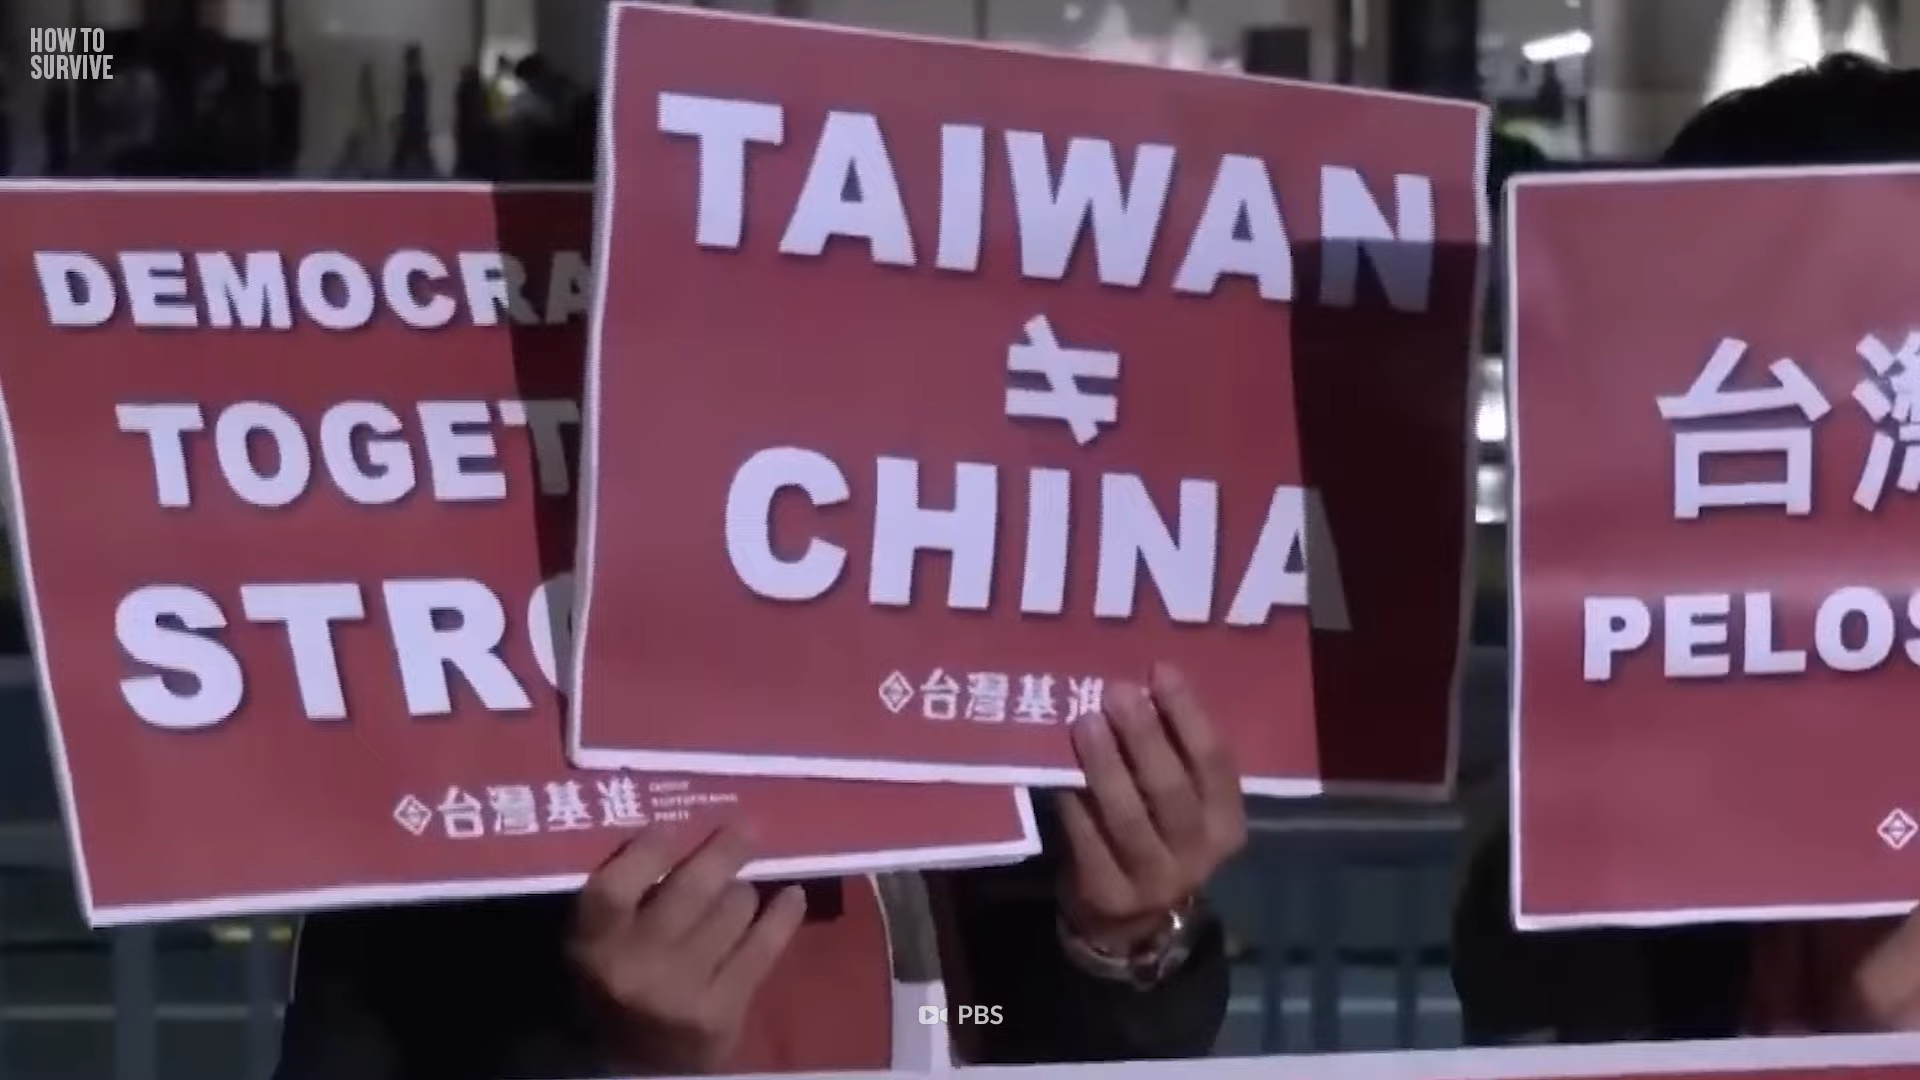 HOW TO
SURVIVE
DEMOCRA
TOGET
STRO
台灣基進
TAIWAN
≠
CHINA
台灣基進
台灣
PELOS
PBS